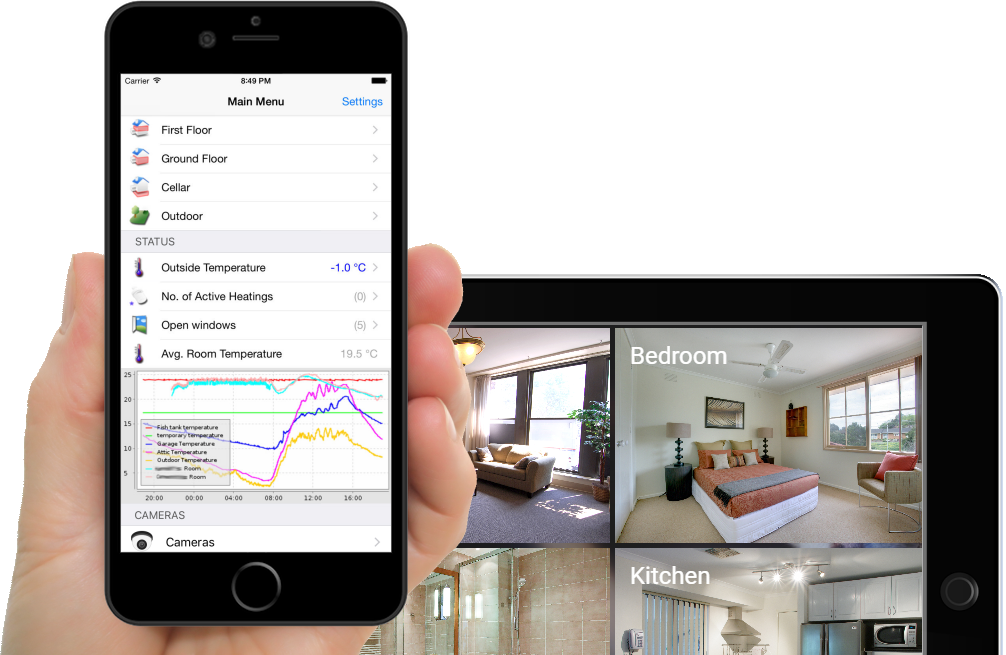 Carrier 8:49 PM
Main Menu Settings
First Floor
Ground Floor
Cellar
Outdoor
STATUS
Outside Temperature -1.0 °C
No. of Active Heatings (0)
Open windows (5)
Avg. Room Temperature 19.5 °C
25
20
15
10
5
Fish tank temperature
temporary temperature
Garage Temperature
Attic Temperature
Outdoor Temperature
Room
Room
20:00 00:00 04:00 08:00 12:00 16:00
CAMERAS
Cameras
Bedroom
Kitchen